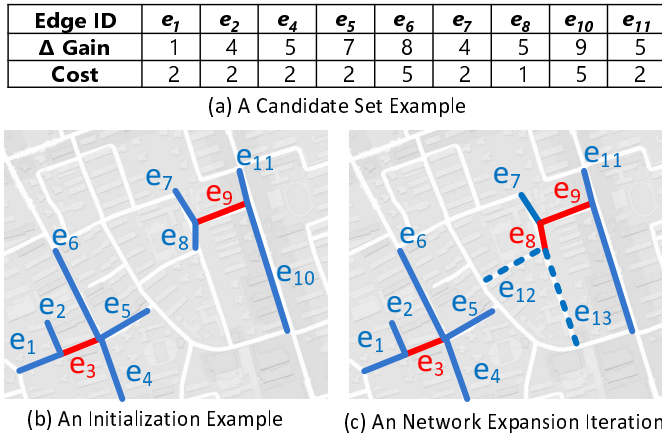 Edge ID e1 e2 e4 e5 e6 e7 e8 e10 e11
Δ Gain 1 4 5 7 8 4 5 9 5
Cost 2 2 2 2 5 2 1 5 2
(a) A Candidate Set Example
e11
e7
e9
e8
e6
e10
e2
e5
e1
e3
e4
(b) An Initialization Example
e11
e7
e9
e8
e6
e12
e13
e2
e5
e1
e3
e4
(c) An Network Expansion Iteration